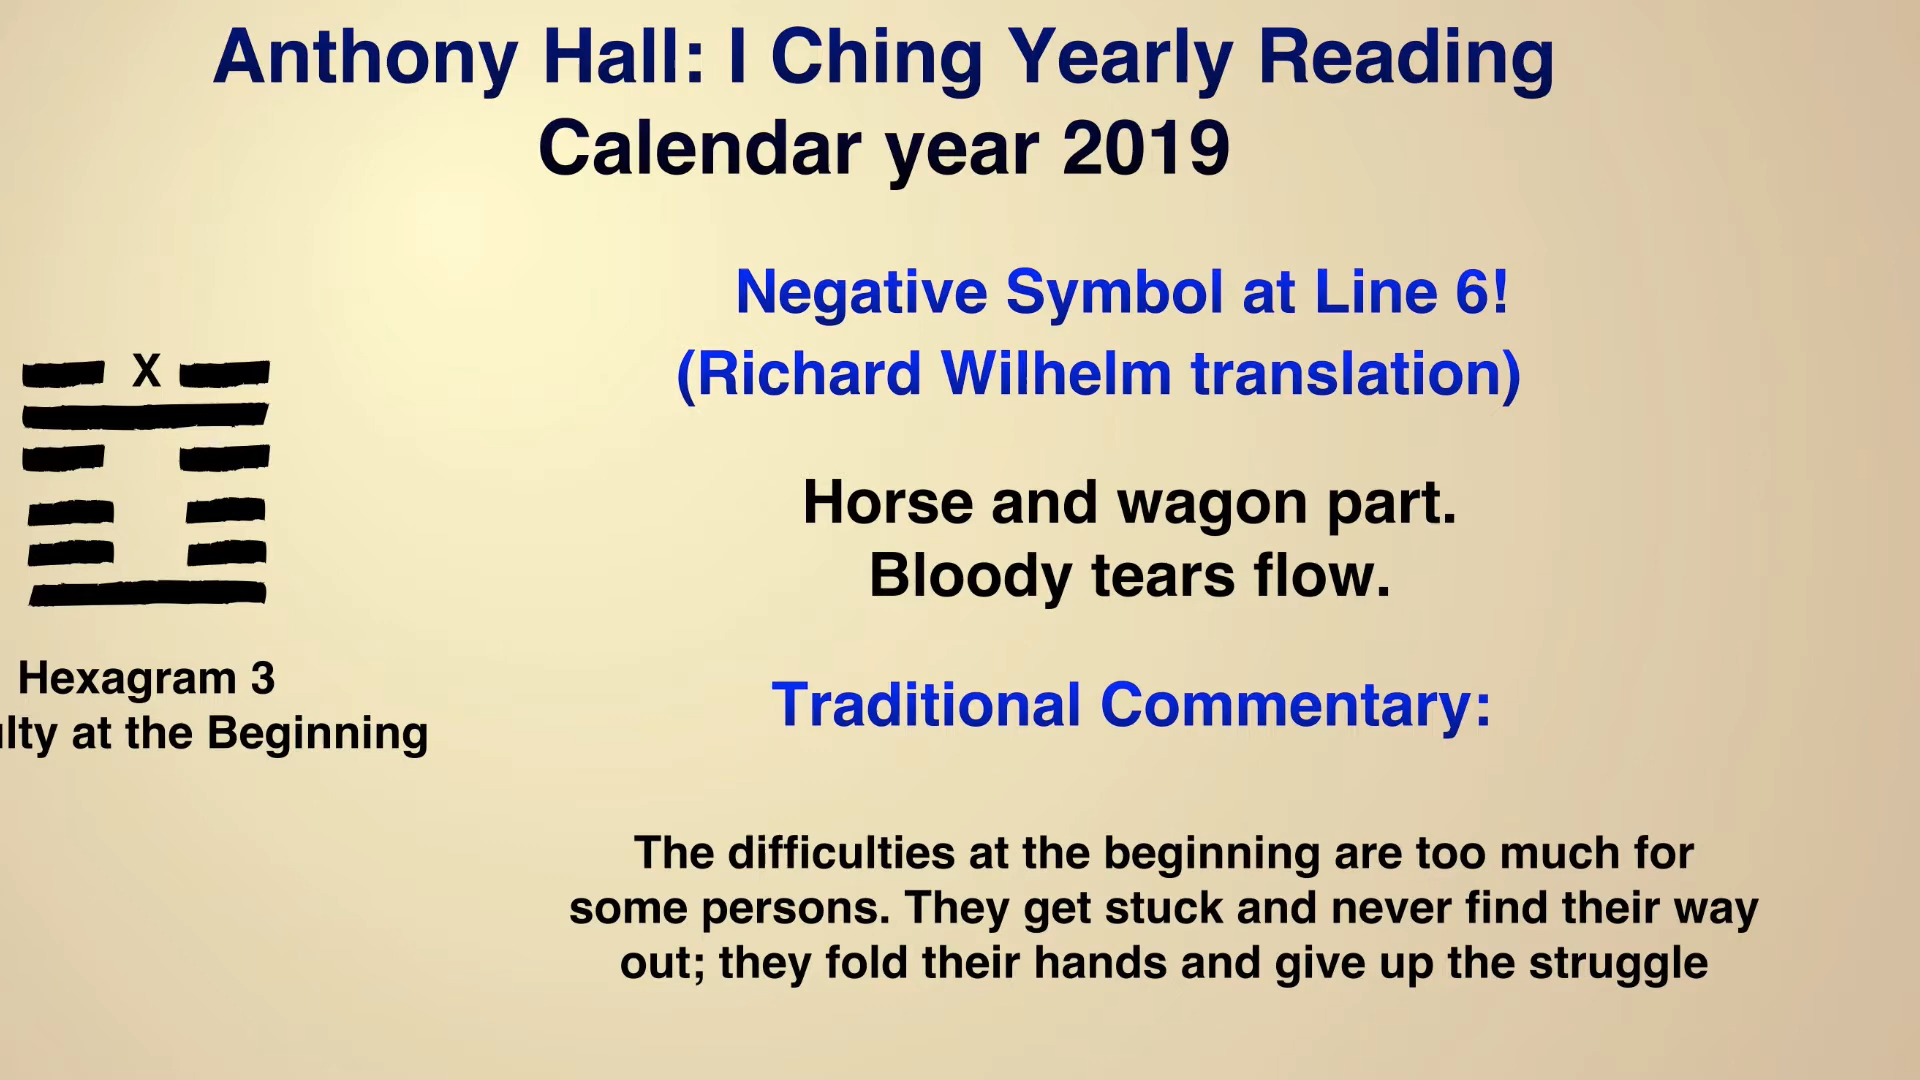 Anthony Hall: I Ching Yearly Reading
Calendar year 2019
Negative Symbol at Line 6!
(Richard Wilhelm translation)
X
Horse and wagon part.
Bloody tears flow.
Hexagram 3
at the Beginning
Traditional Commentary:
The difficulties at the beginning are too much for
some persons. They get stuck and never find their way
out; they fold their hands and give up the struggle